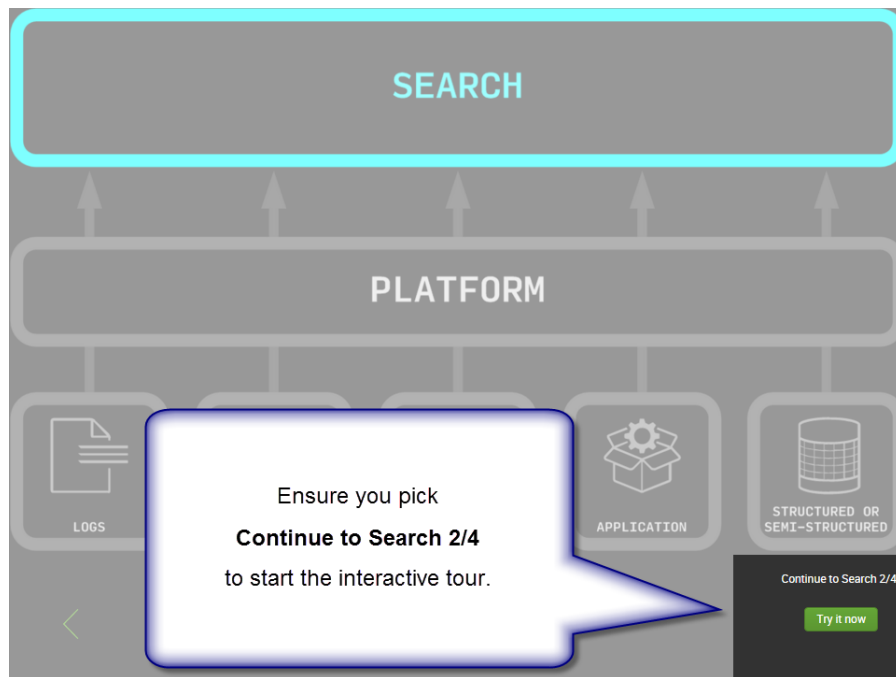 SEARCH
PLATFORM
LOGS
APPLICATION
STRUCTURED OR
SEMI-STRUCTURED
Ensure you pick
Continue to Search 2/4
to start the interactive tour.
Continue to Search 2/4
Try it now